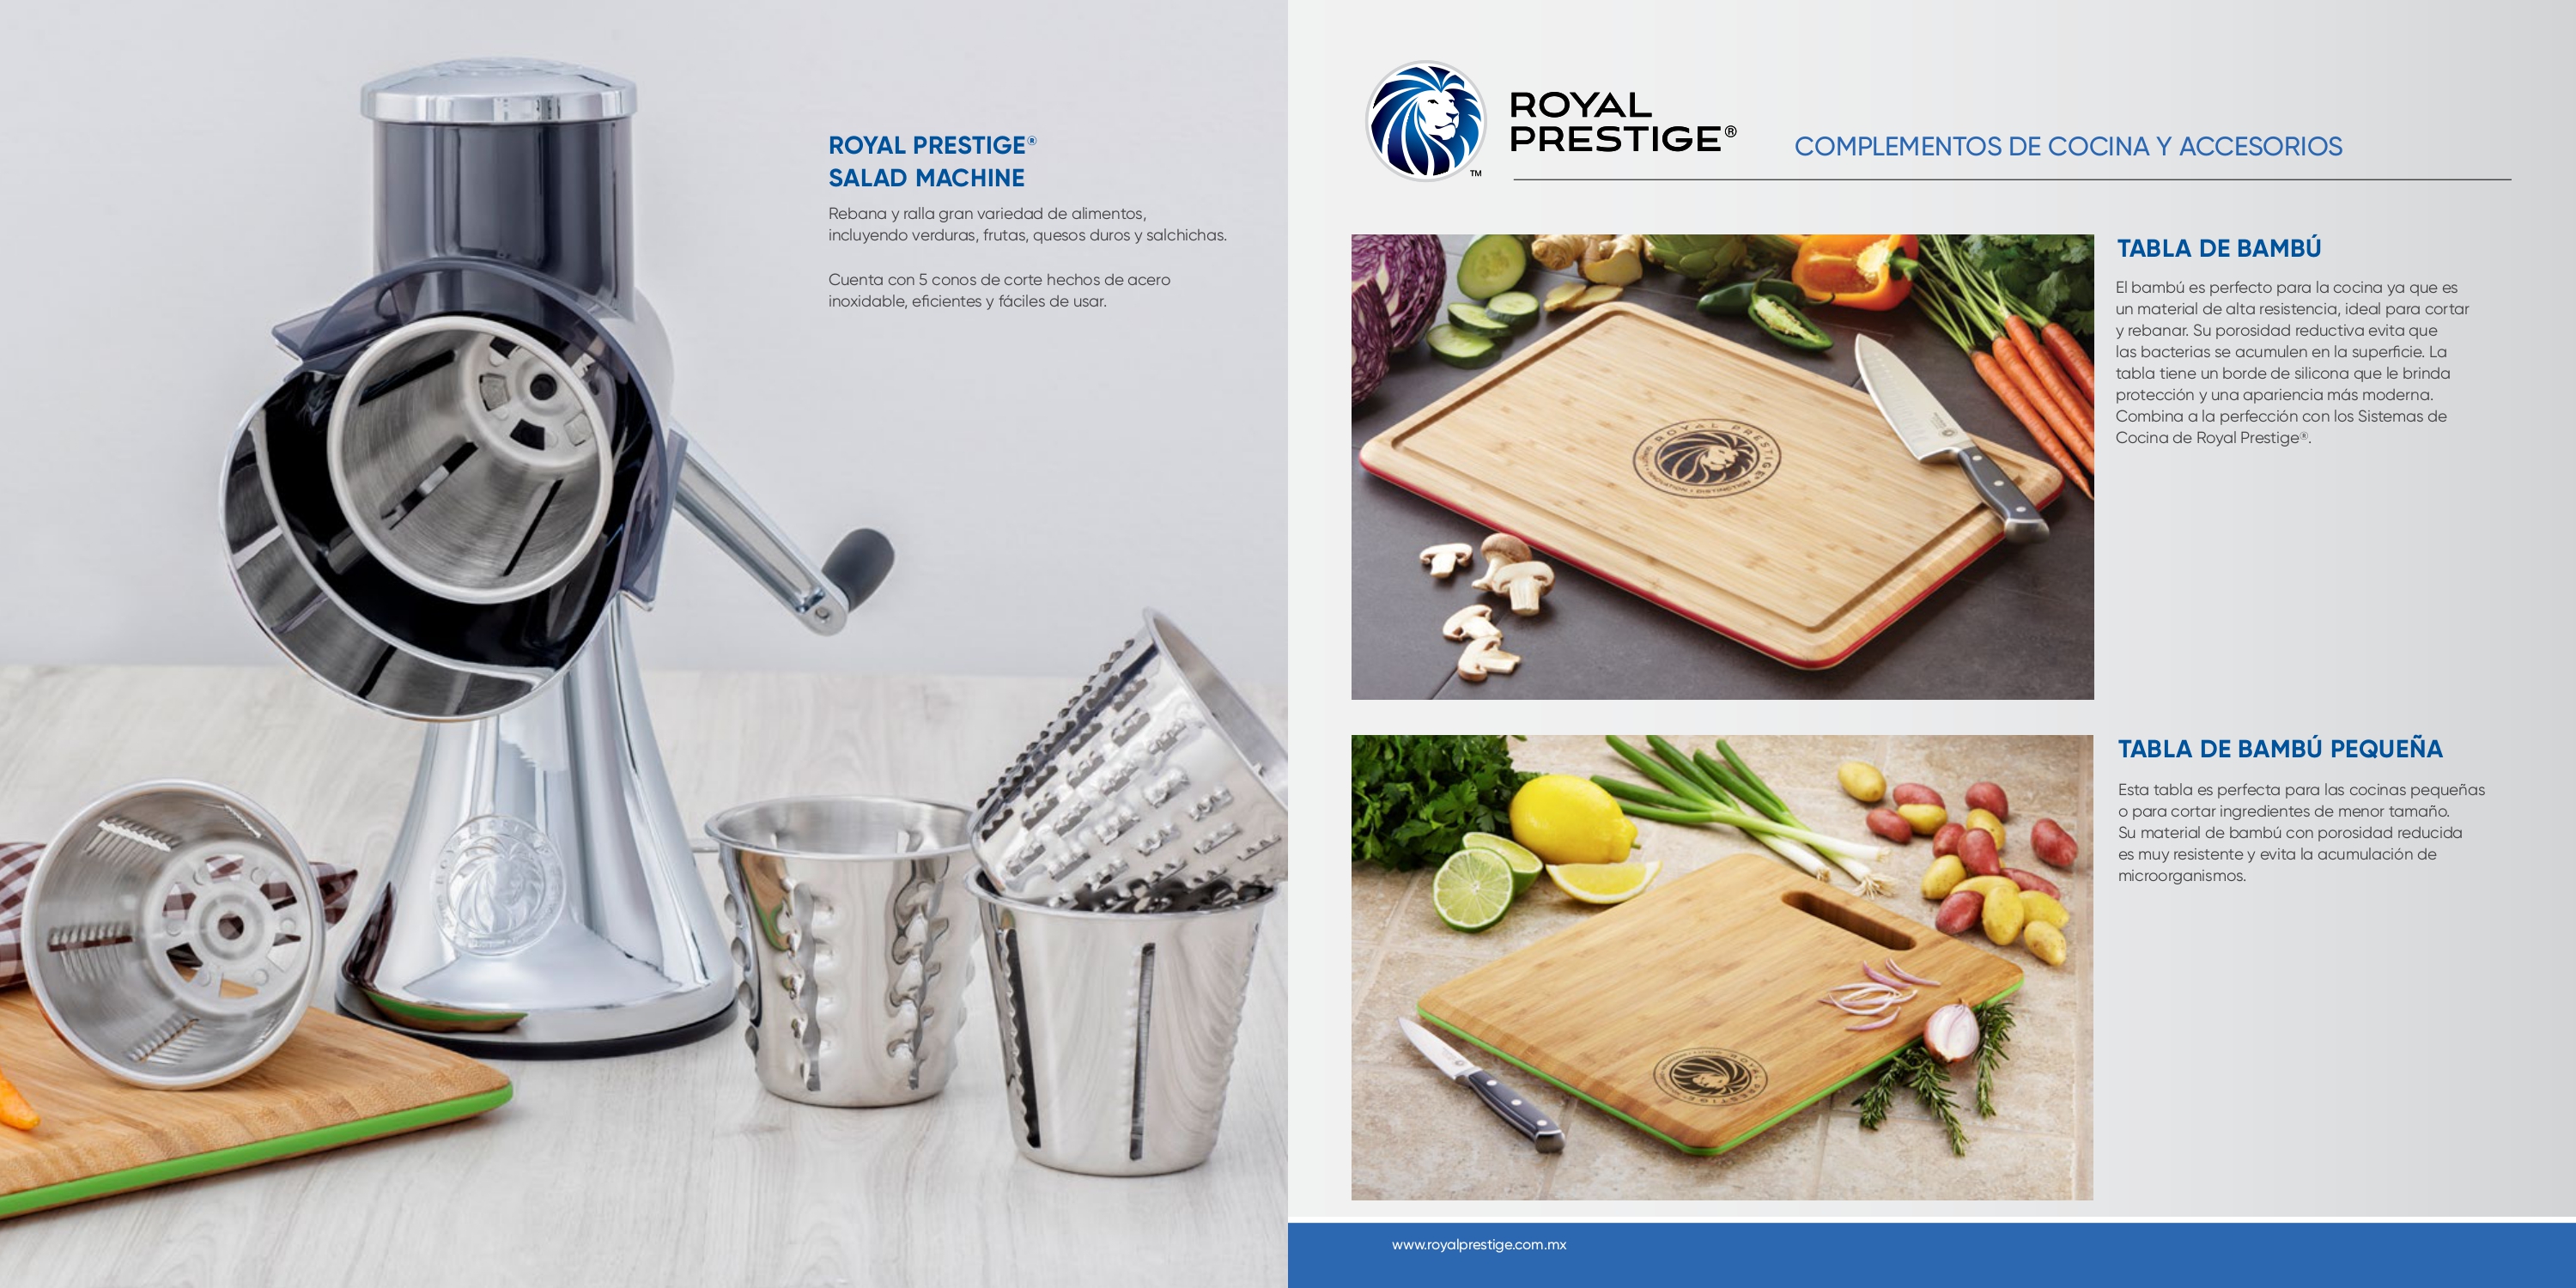 ROYAL PRESTIGE®
SALAD MACHINE
Rebana y ralla gran variedad de alimentos,
incluyendo verduras, frutas, quesos duros y salchichas.
Cuenta con 5 conos de corte hechos de acero
inoxidable, eficientes y fáciles de usar.
ROYAL
PRESTIGE®
TM
COMPLEMENTOS DE COCINA Y ACCESORIOS
TABLA DE BAMBÚ
El bambú es perfecto para la cocina ya que es
un material de alta resistencia, ideal para cortar
y rebanar. Su porosidad reductiva evita que
las bacterias se acumulen en la superficie. La
tabla tiene un borde de silicona que le brinda
protección y una apariencia más moderna.
Combina a la perfección con los Sistemas de
Cocina de Royal Prestige®.
ROYAL PRESTIGE
INNOVATION • DISTINCTION
TABLA DE BAMBÚ PEQUEÑA
Esta tabla es perfecta para las cocinas pequeñas
o para cortar ingredientes de menor tamaño.
Su material de bambú con porosidad reducida
es muy resistente y evita la acumulación de
microorganismos.
ROYAL PRESTIGE
www.royalprestige.com.mx